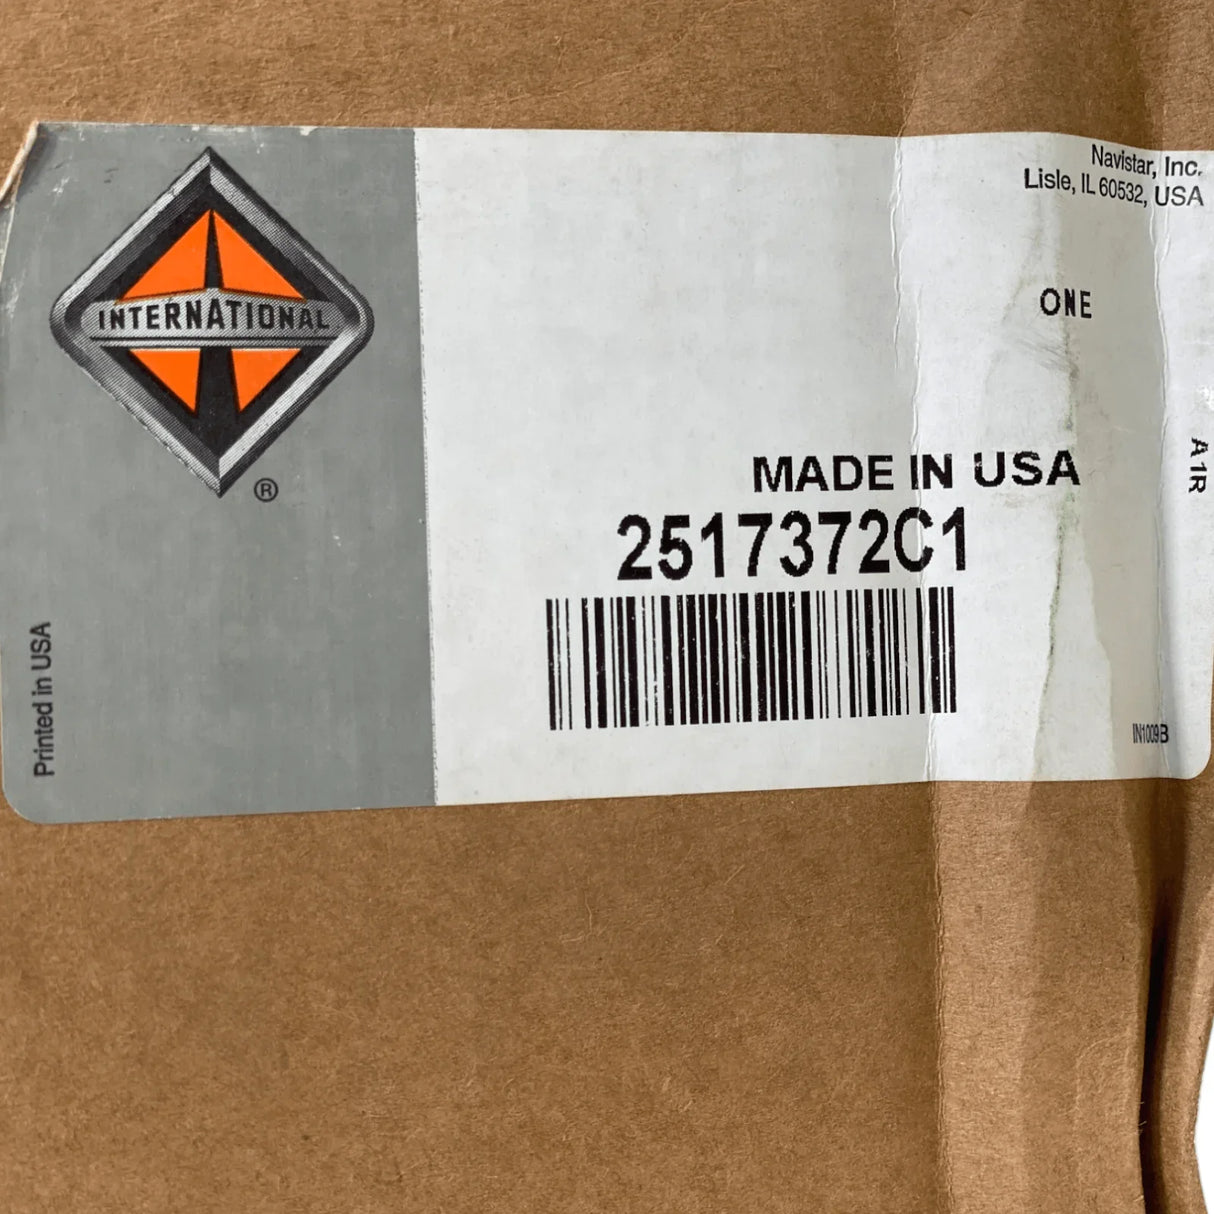 Navistar, Inc.
Lisle, IL 60532, USA
INTERNATIONAL
®
ONE
MADE IN USA
2517372C1
A1R
Printed in USA
IN1009B